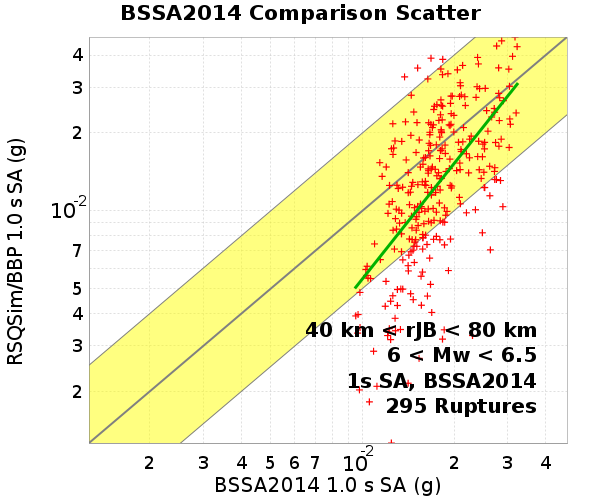 BSSA2014 Comparison Scatter
RSQSim/BBP 1.0 s SA (g)
4
3
2
10-2
7
5
4
3
2
40 km < rJB < 80 km
6 < Mw < 6.5
1s SA, BSSA2014
295 Ruptures
2 3 4 5 6 7 10-2 2 3 4
BSSA2014 1.0 s SA (g)